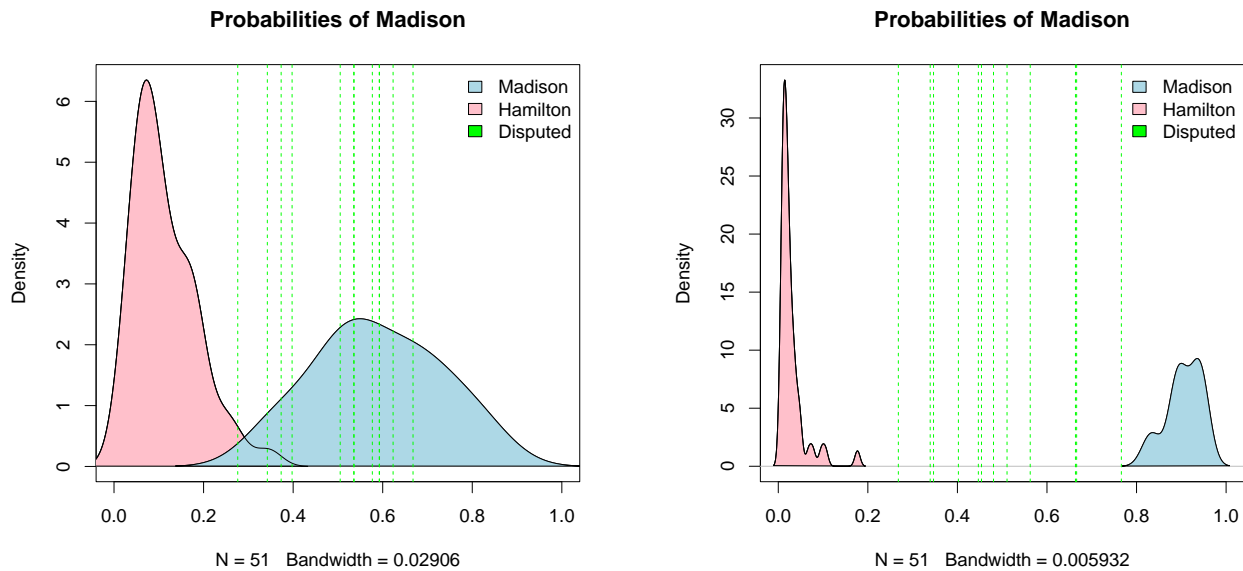 Probabilities of Madison
Madison
Hamilton
Disputed
Density
0
1
2
3
4
5
6
0.0
0.2
0.4
0.6
0.8
1.0
N = 51 Bandwidth = 0.02906
Probabilities of Madison
Madison
Hamilton
Disputed
Density
0
5
10
15
20
25
30
0.0
0.2
0.4
0.6
0.8
1.0
N = 51 Bandwidth = 0.005932